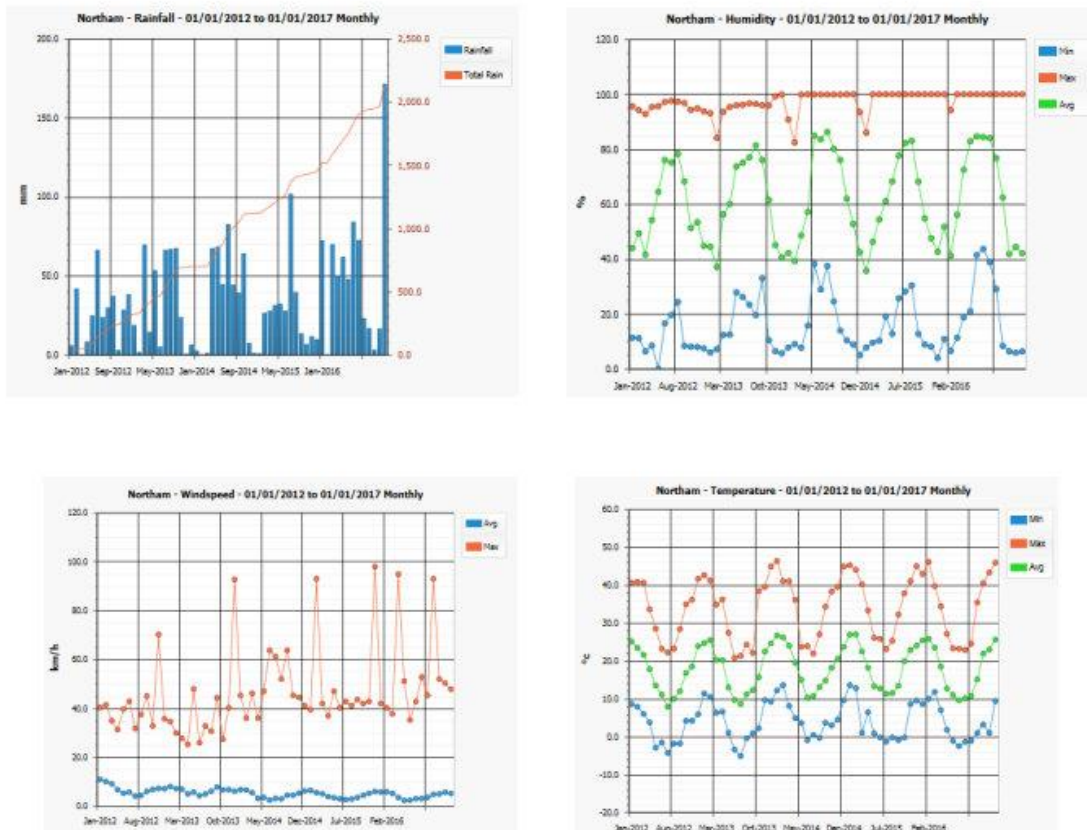 Northam - Rainfall - 01/01/2012 to 01/01/2017 Monthly
200.0
150.0
100.0
50.0
0.0
mm
2,500.0
2,000.0
1,500.0
1,000.0
500.0
0.0
Rainfall
Total Rain
Jan-2012 Sep-2012 May-2013 Jan-2014 Sep-2014 May-2015 Jan-2016
Northam - Humidity - 01/01/2012 to 01/01/2017 Monthly
120.0
100.0
80.0
60.0
40.0
20.0
0.0
%
Min
Max
Avg
Jan-2012 Aug-2012 Mar-2013 Oct-2013 May-2014 Dec-2014 Jul-2015 Feb-2016
Northam - Windspeed - 01/01/2012 to 01/01/2017 Monthly
120.0
100.0
80.0
60.0
40.0
20.0
0.0
km/h
Avg
Max
Jan-2012 Aug-2012 Mar-2013 Oct-2013 May-2014 Dec-2014 Jul-2015 Feb-2016
Northam - Temperature - 01/01/2012 to 01/01/2017 Monthly
60.0
50.0
40.0
30.0
20.0
10.0
0.0
-10.0
-20.0
°c
Min
Max
Avg
Jan-2012 Aug-2012 Mar-2013 Oct-2013 May-2014 Dec-2014 Jul-2015 Feb-2016